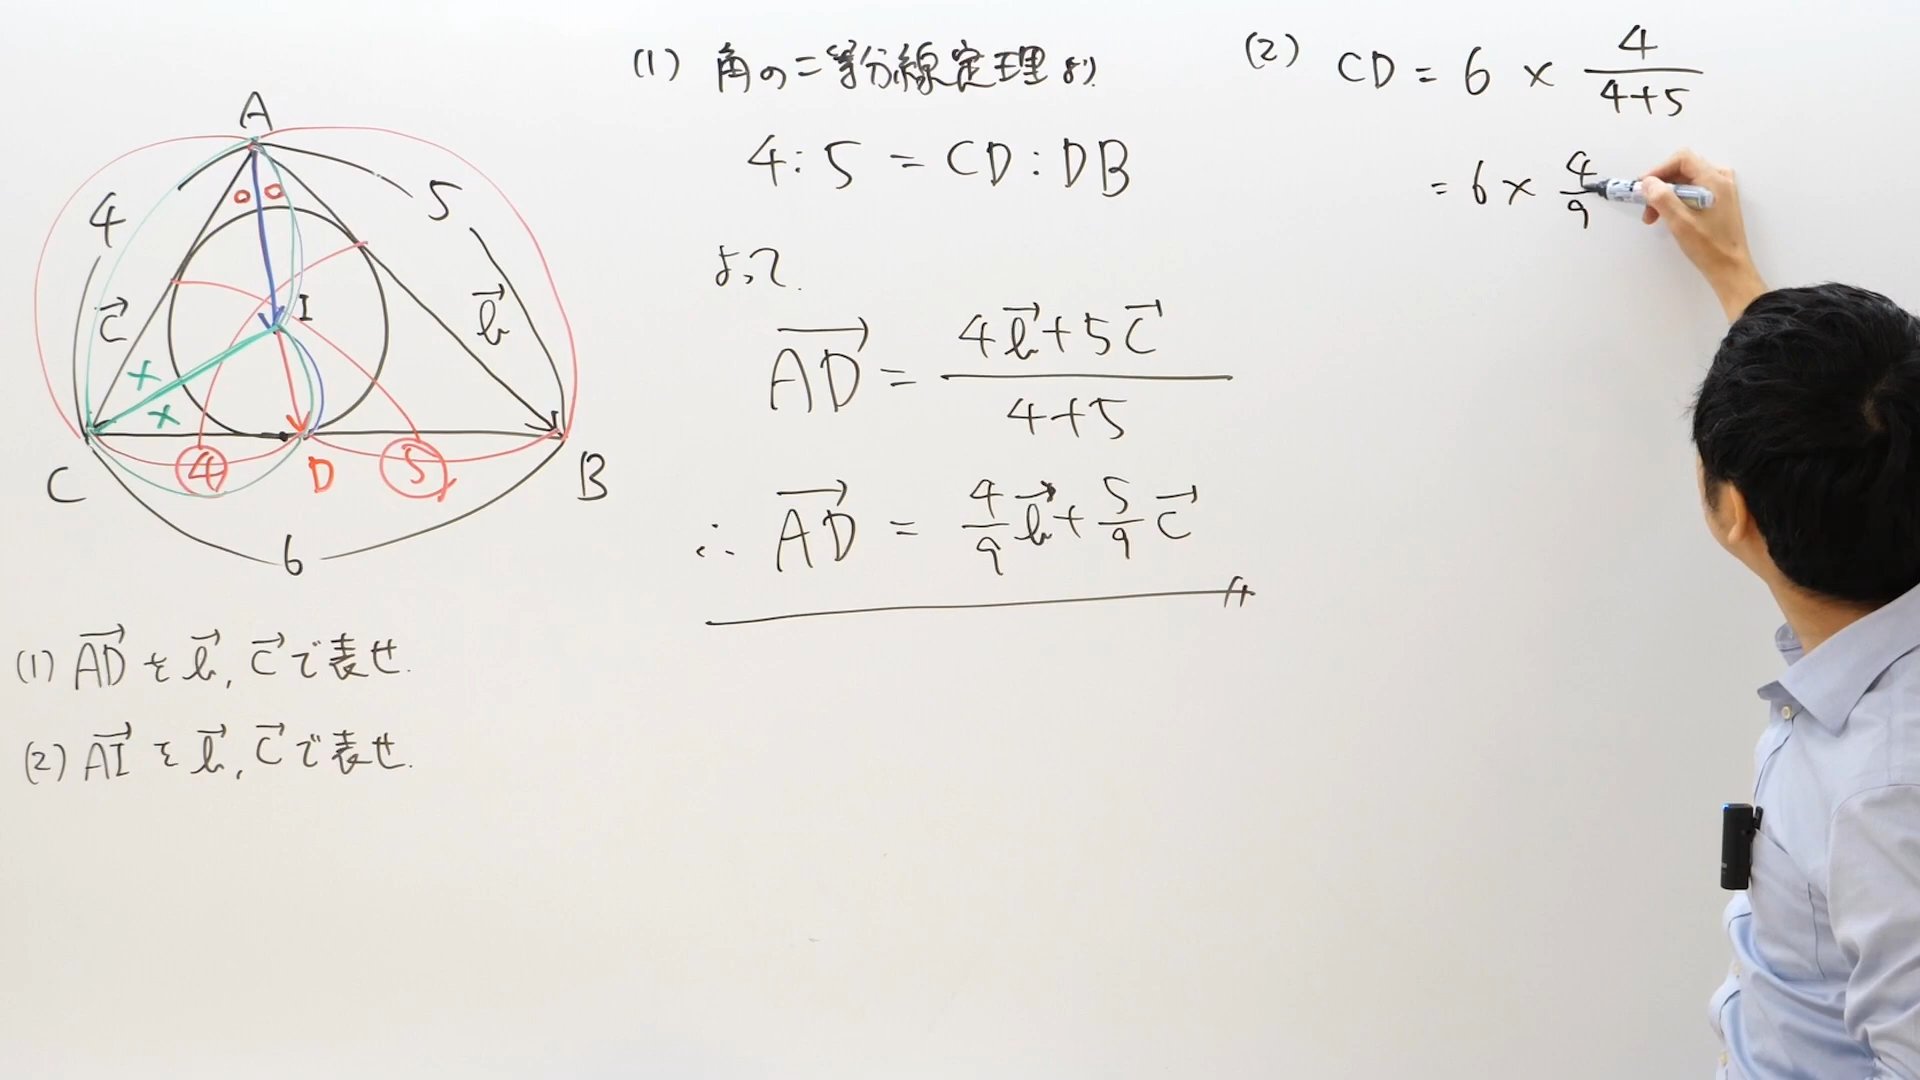 A
4
5
c→
b→
I
×
×
④
⑤
C
D
B
6
(1) AD→ を b→, c→ で表せ.
(2) AI→ を b→, c→ で表せ.
(1) 角の二等分線定理より
4:5 = CD:DB
よって.
AD→ = (4b→+5c→)/(4+5)
∴ AD→ = 4/9 b→ + 5/9 c→
(2) CD = 6 × 4/(4+5)
= 6 × 4/9